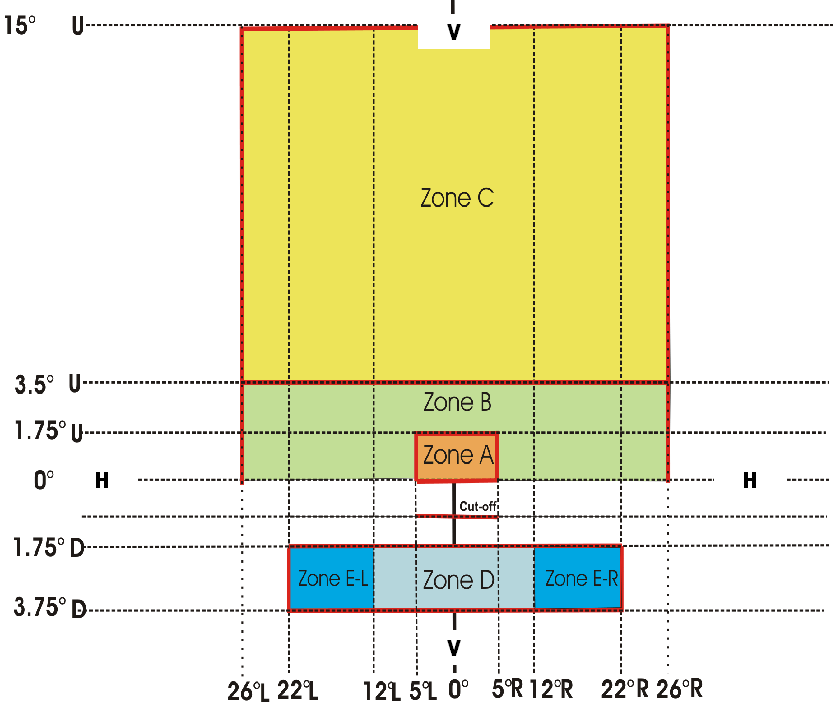 15° U
V
Zone C
3.5° U
Zone B
1.75° U
Zone A
0° H H
Cut-off
1.75° D
Zone E-L Zone D Zone E-R
3.75° D
V
26°L 22°L 12°L 5°L 0° 5°R 12°R 22°R 26°R